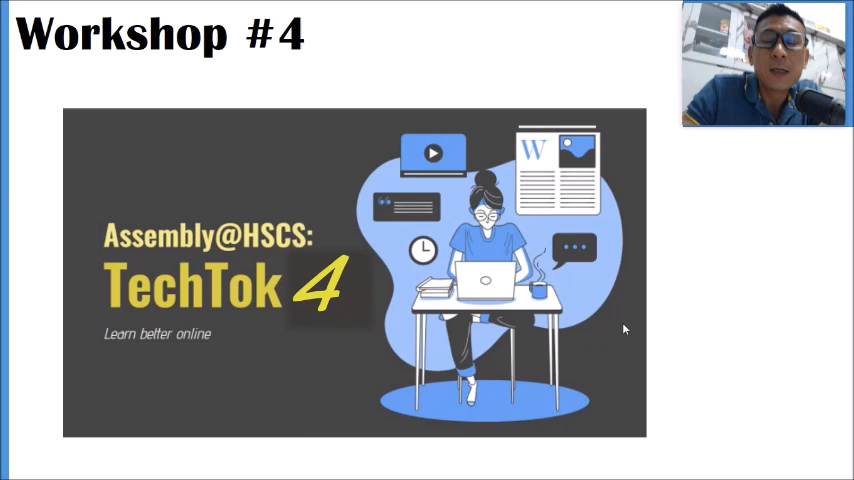 Workshop #4
Assembly@HSCS:
TechTok 4
Learn better online
W